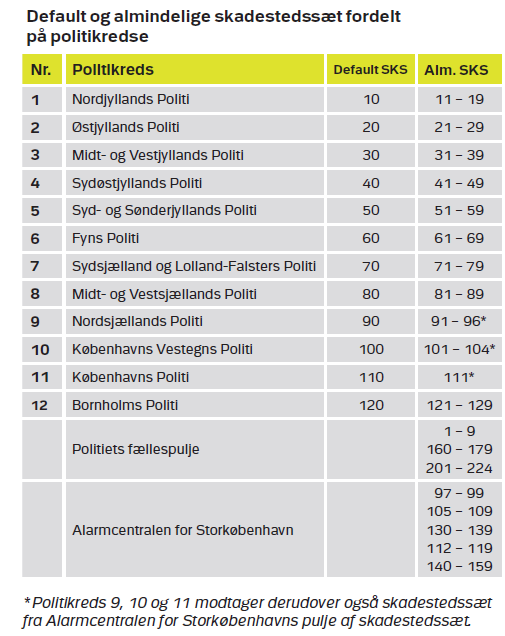 Default og almindelige skadestedssæt fordelt
på politikredse
Nr. Politikreds Default SKS Alm. SKS
1 Nordjyllands Politi 10 11 – 19
2 Østjyllands Politi 20 21 – 29
3 Midt- og Vestjyllands Politi 30 31 – 39
4 Sydøstjyllands Politi 40 41 – 49
5 Syd- og Sønderjyllands Politi 50 51 – 59
6 Fyns Politi 60 61 – 69
7 Sydsjælland og Lolland-Falsters Politi 70 71 – 79
8 Midt- og Vestsjællands Politi 80 81 – 89
9 Nordsjællands Politi 90 91 – 96*
10 Københavns Vestegns Politi 100 101 – 104*
11 Københavns Politi 110 111*
12 Bornholms Politi 120 121 – 129
Politiets fællespulje
1 – 9
160 – 179
201 – 224
Alarmcentralen for Storkøbenhavn
97 – 99
105 – 109
130 – 139
112 – 119
140 – 159
*Politikreds 9, 10 og 11 modtager derudover også skadestedssæt
fra Alarmcentralen for Storkøbenhavns pulje af skadestedssæt.